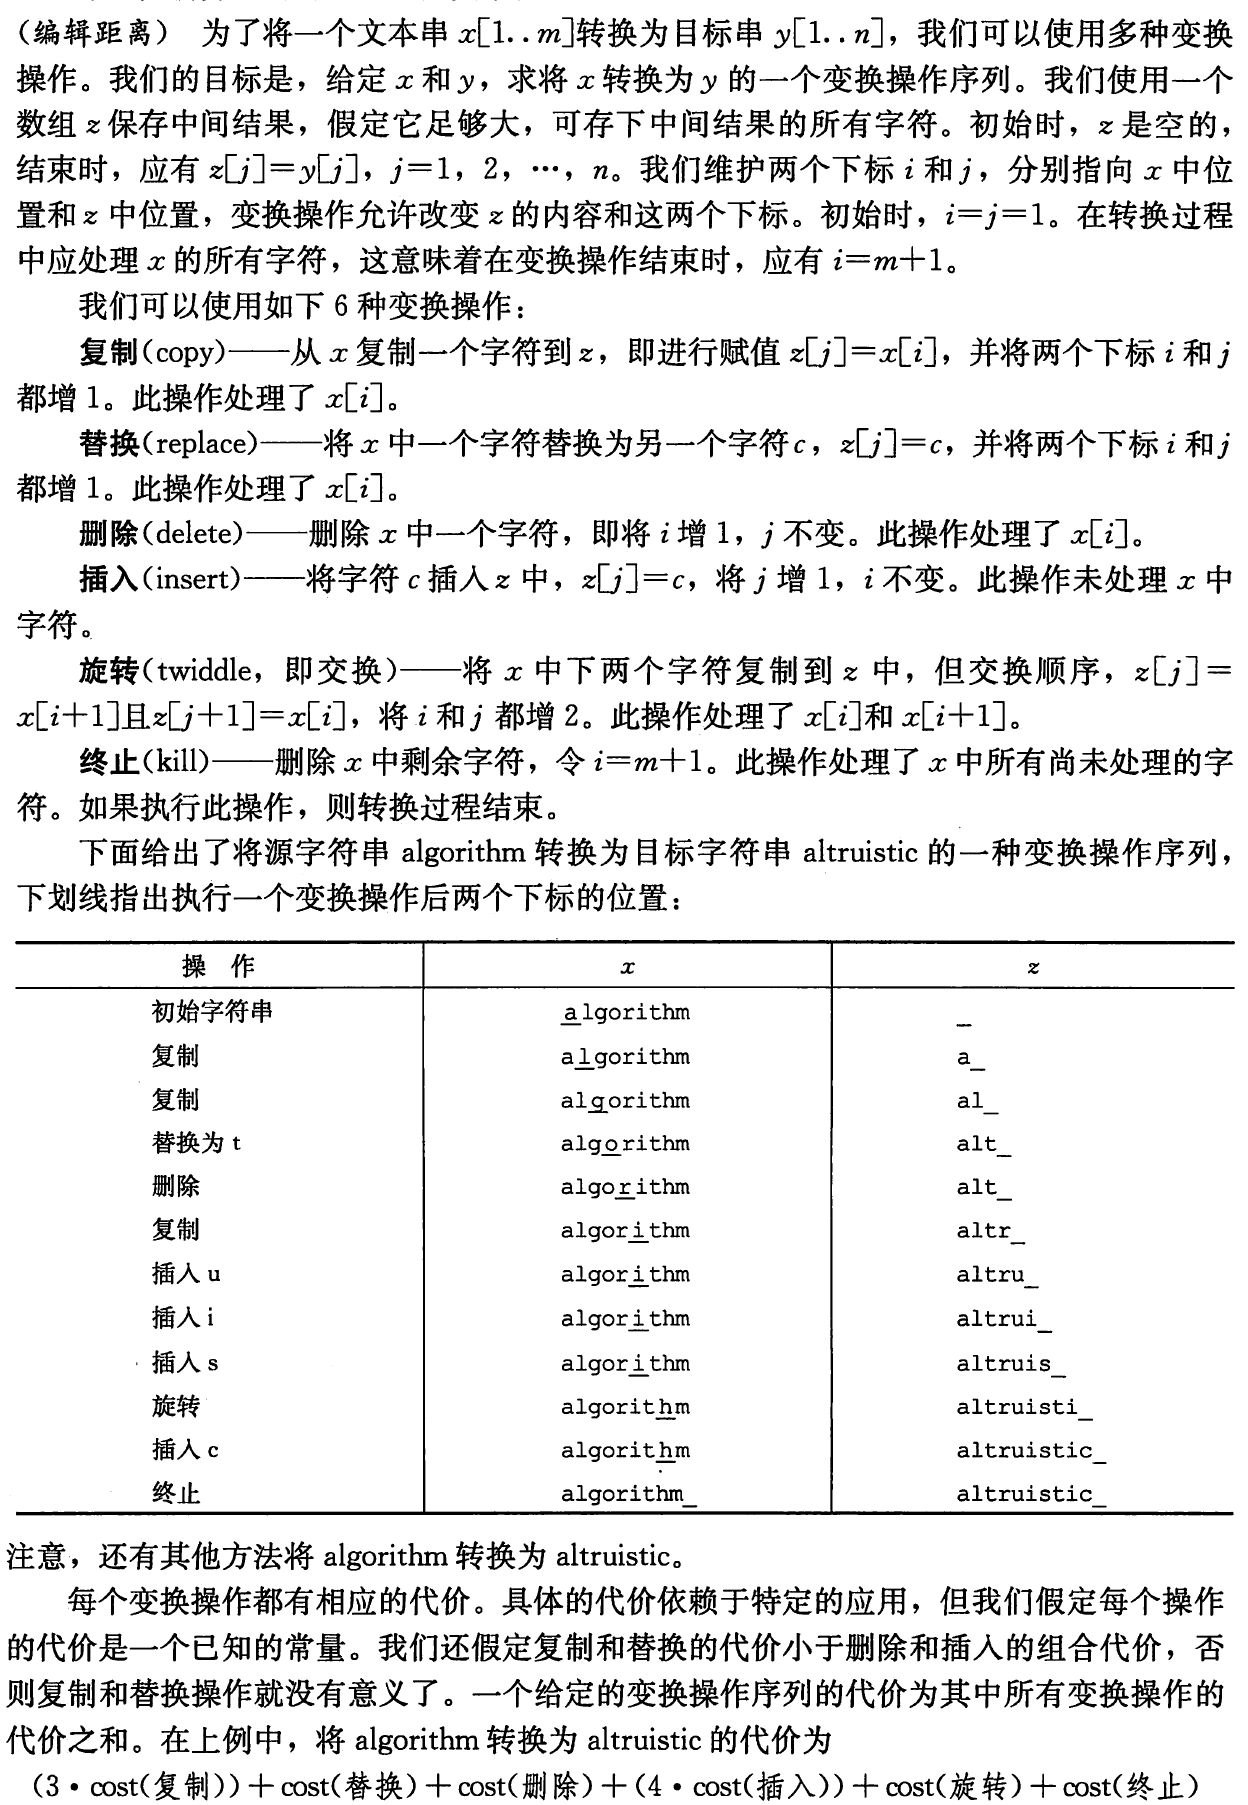 (编辑距离) 为了将一个文本串 x[1..m]转换为目标串 y[1..n]，我们可以使用多种变换
操作。我们的目标是，给定 x 和 y，求将 x 转换为 y 的一个变换操作序列。我们使用一个
数组 z 保存中间结果，假定它足够大，可存下中间结果的所有字符。初始时，z 是空的，
结束时，应有 z[j]=y[j]，j=1，2，…，n。我们维护两个下标 i 和 j，分别指向 x 中位
置和 z 中位置，变换操作允许改变 z 的内容和这两个下标。初始时，i=j=1。在转换过程
中应处理 x 的所有字符，这意味着在变换操作结束时，应有 i=m+1。
我们可以使用如下 6 种变换操作：
复制(copy)——从 x 复制一个字符到 z，即进行赋值 z[j]=x[i]，并将两个下标 i 和 j
都增 1。此操作处理了 x[i]。
替换(replace)——将 x 中一个字符替换为另一个字符 c，z[j]=c，并将两个下标 i 和 j
都增 1。此操作处理了 x[i]。
删除(delete)——删除 x 中一个字符，即将 i 增 1，j 不变。此操作处理了 x[i]。
插入(insert)——将字符 c 插入 z 中，z[j]=c，将 j 增 1，i 不变。此操作未处理 x 中
字符。
旋转(twiddle，即交换)——将 x 中下两个字符复制到 z 中，但交换顺序，z[j]=
x[i+1]且z[j+1]=x[i]，将 i 和 j 都增 2。此操作处理了 x[i]和 x[i+1]。
终止(kill)——删除 x 中剩余字符，令 i=m+1。此操作处理了 x 中所有尚未处理的字
符。如果执行此操作，则转换过程结束。
下面给出了将源字符串 algorithm 转换为目标字符串 altruistic 的一种变换操作序列，
下划线指出执行一个变换操作后两个下标的位置：
操 作 x z
初始字符串 algorithm _
复制 algorithm a_
复制 algorithm al_
替换为 t algorithm alt_
删除 algorithm alt_
复制 algorithm altr_
插入 u algorithm altru_
插入 i algorithm altrui_
插入 s algorithm altruis_
旋转 algorithm altruisti_
插入 c algorithm altruistic_
终止 algorithm_ altruistic_
注意，还有其他方法将 algorithm 转换为 altruistic。
每个变换操作都有相应的代价。具体的代价依赖于特定的应用，但我们假定每个操作
的代价是一个已知的常量。我们还假定复制和替换的代价小于删除和插入的组合代价，否
则复制和替换操作就没有意义了。一个给定的变换操作序列的代价为其中所有变换操作的
代价之和。在上例中，将 algorithm 转换为 altruistic 的代价为
(3·cost(复制))+cost(替换)+cost(删除)+(4·cost(插入))+cost(旋转)+cost(终止)